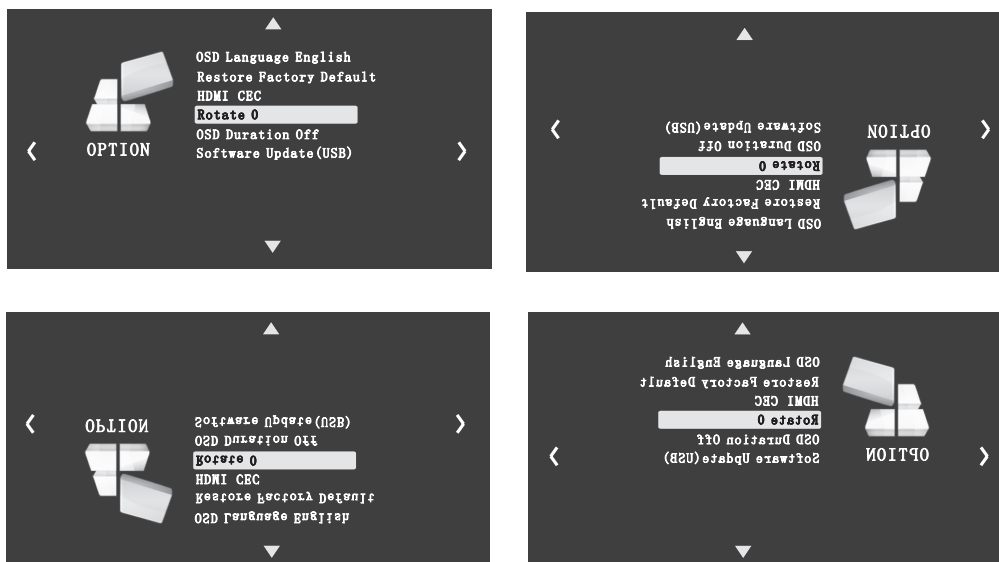 OSD Language English
Restore Factory Default
HDMI CEC
Rotate 0
OSD Duration Off
Software Update(USB)
OPTION
Software Update(USB)
OSD Duration Off
Rotate 0
HDMI CEC
Restore Factory Default
OSD Language English
OPTION
Software Update(USB)
OSD Duration Off
Rotate 0
HDMI CEC
Restore Factory Default
OSD Language English
OPTION
OSD Language English
Restore Factory Default
HDMI CEC
Rotate 0
OSD Duration Off
Software Update(USB)
OPTION